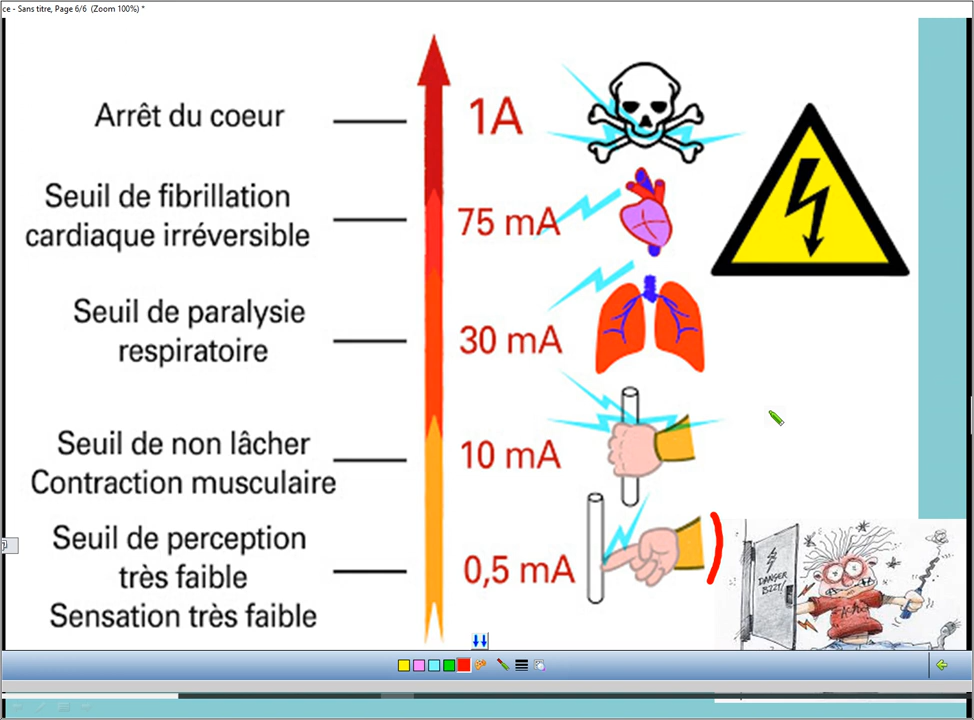 ce - Sans titre, Page 6/6 (Zoom 100%) *
Arrêt du coeur
1A
Seuil de fibrillation
cardiaque irréversible
75 mA
Seuil de paralysie
respiratoire
30 mA
Seuil de non lâcher
Contraction musculaire
10 mA
Seuil de perception
très faible
Sensation très faible
0,5 mA
DANGER
BZZT!